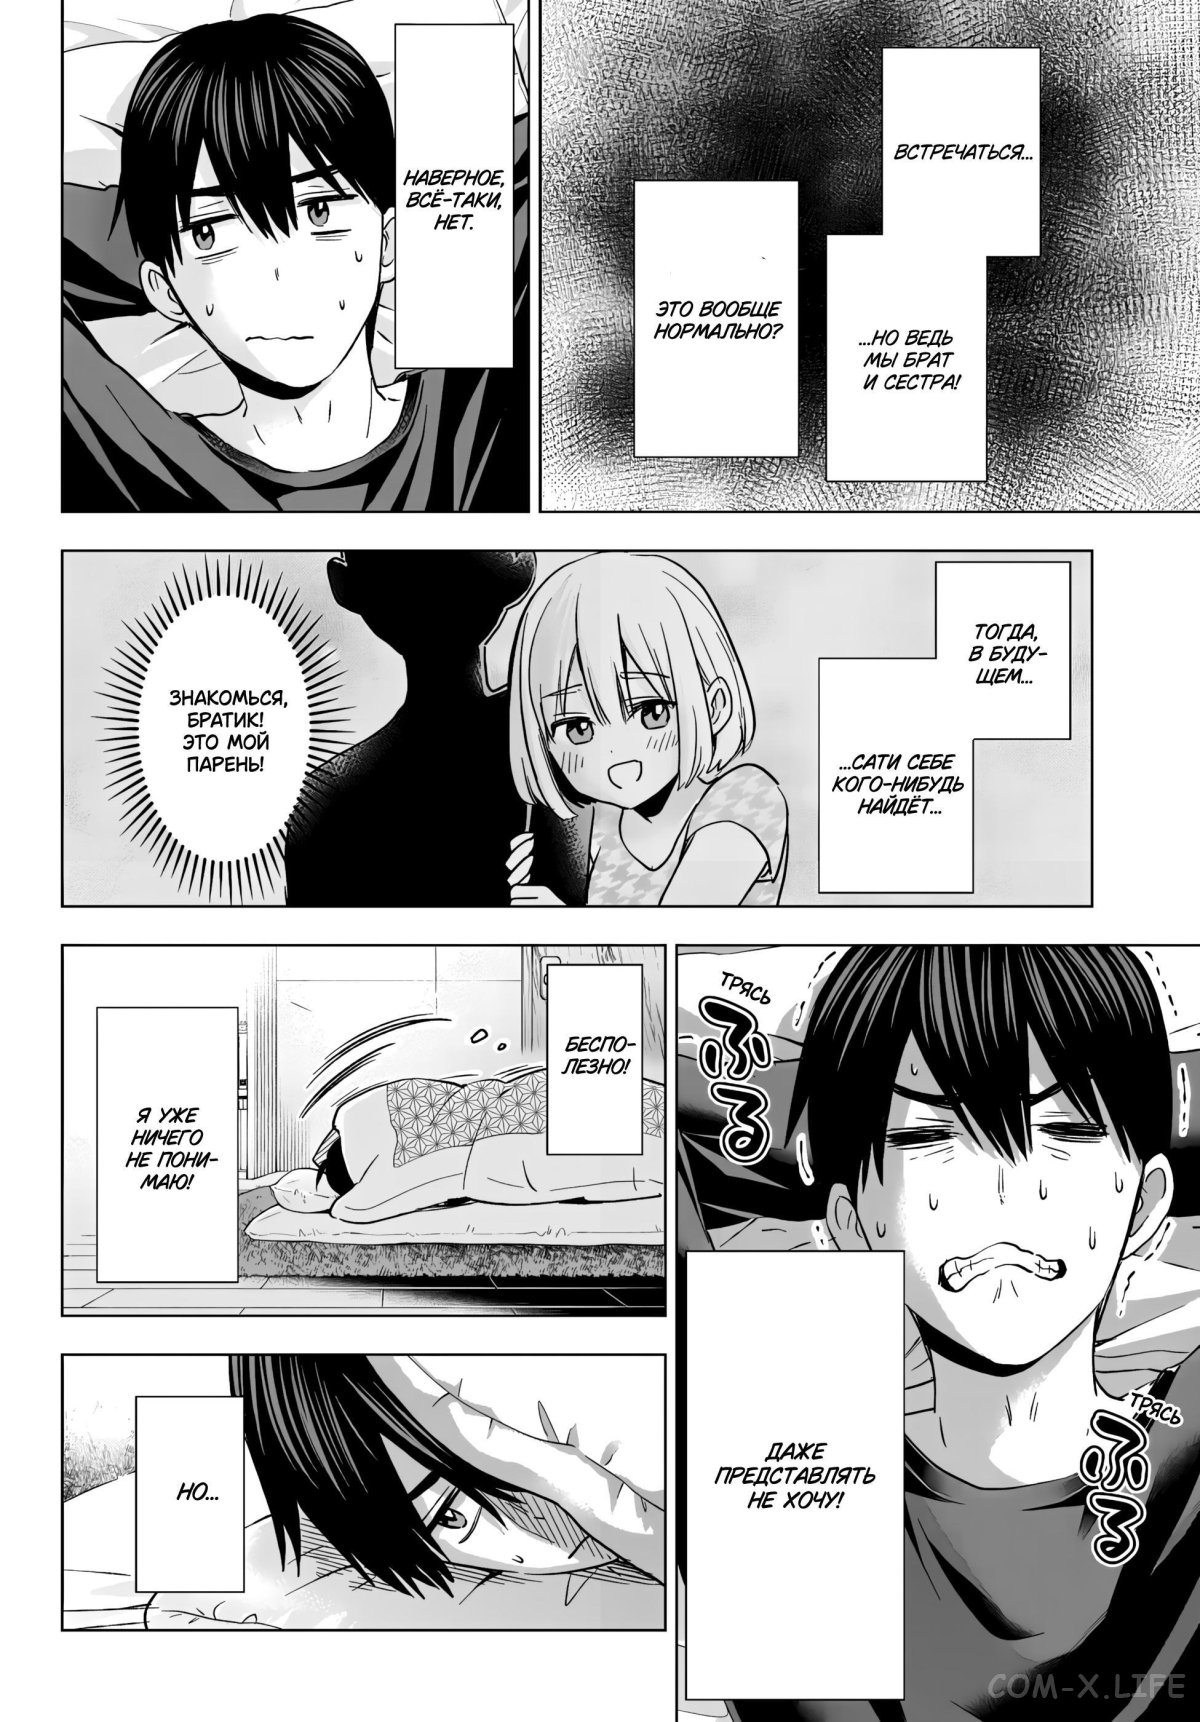 ВСТРЕЧАТЬСЯ...
...НО ВЕДЬ
МЫ БРАТ
И СЕСТРА!
ЭТО ВООБЩЕ
НОРМАЛЬНО?
НАВЕРНОЕ,
ВСЁ-ТАКИ,
НЕТ.
ТОГДА,
В БУДУ-
ЩЕМ...
...САТИ СЕБЕ
КОГО-НИБУДЬ
НАЙДЁТ...
ЗНАКОМЬСЯ,
БРАТИК!
ЭТО МОЙ
ПАРЕНЬ!
ТРЯСЬ
ふる
ТРЯСЬ
ふる
ДАЖЕ
ПРЕДСТАВЛЯТЬ
НЕ ХОЧУ!
БЕСПО-
ЛЕЗНО!
Я УЖЕ
НИЧЕГО
НЕ ПОНИ-
МАЮ!
НО...
COM-X.LIFE